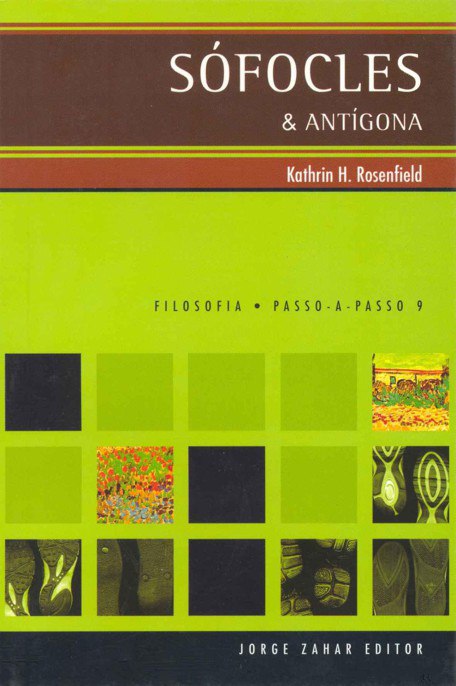 SÓFOCLES
& ANTÍGONA
Kathrin H. Rosenfield
FILOSOFIA • PASSO-A-PASSO 9
JORGE ZAHAR EDITOR